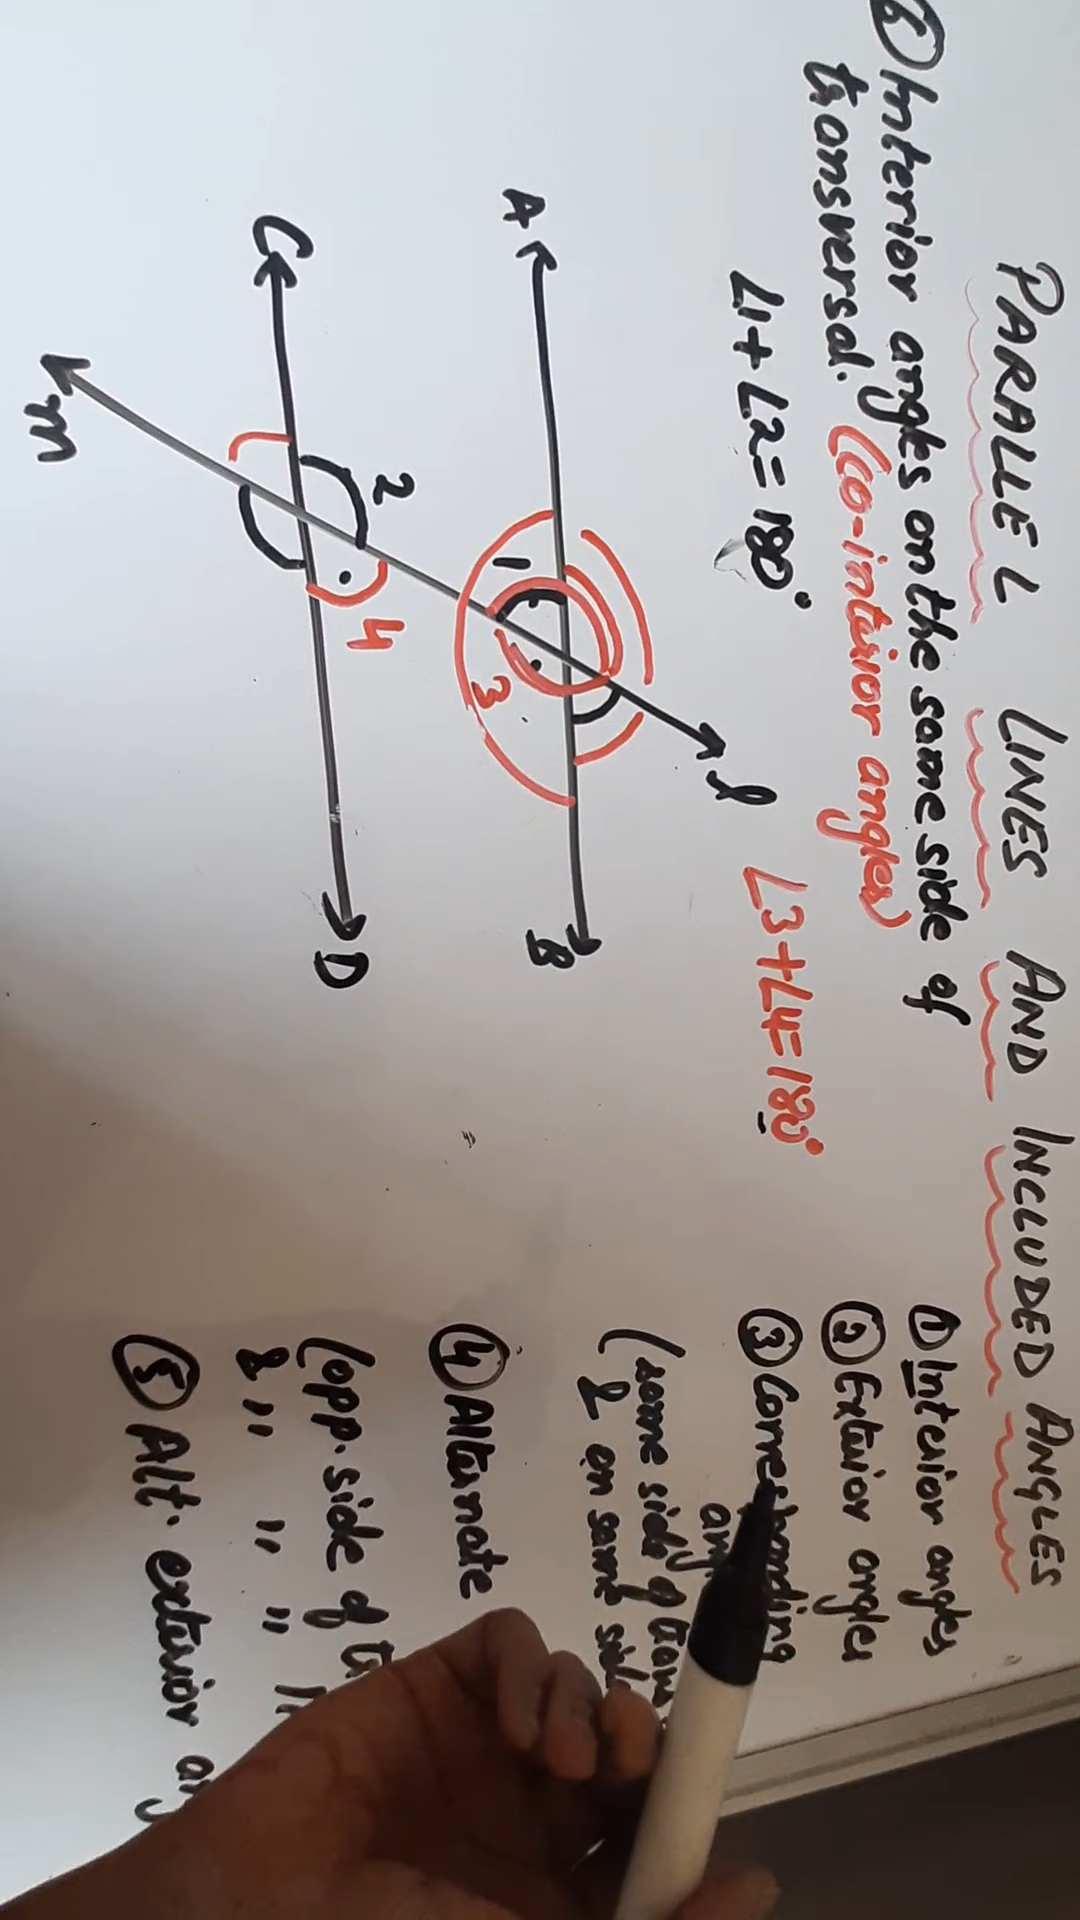 PARALLEL LINES AND INCLUDED ANGLES
⑥ Interior angles on the same side of
transversal. (co-interior angles)
∠1+∠2=180°
∠3+∠4=180°
A
B
l
1
3
2
4
C
D
m
① Interior angles
② Exterior angles
③ Corresponding
(same side of
& on same
④ Alternate
(opp. side of
& " " "
⑤ Alt. exterior